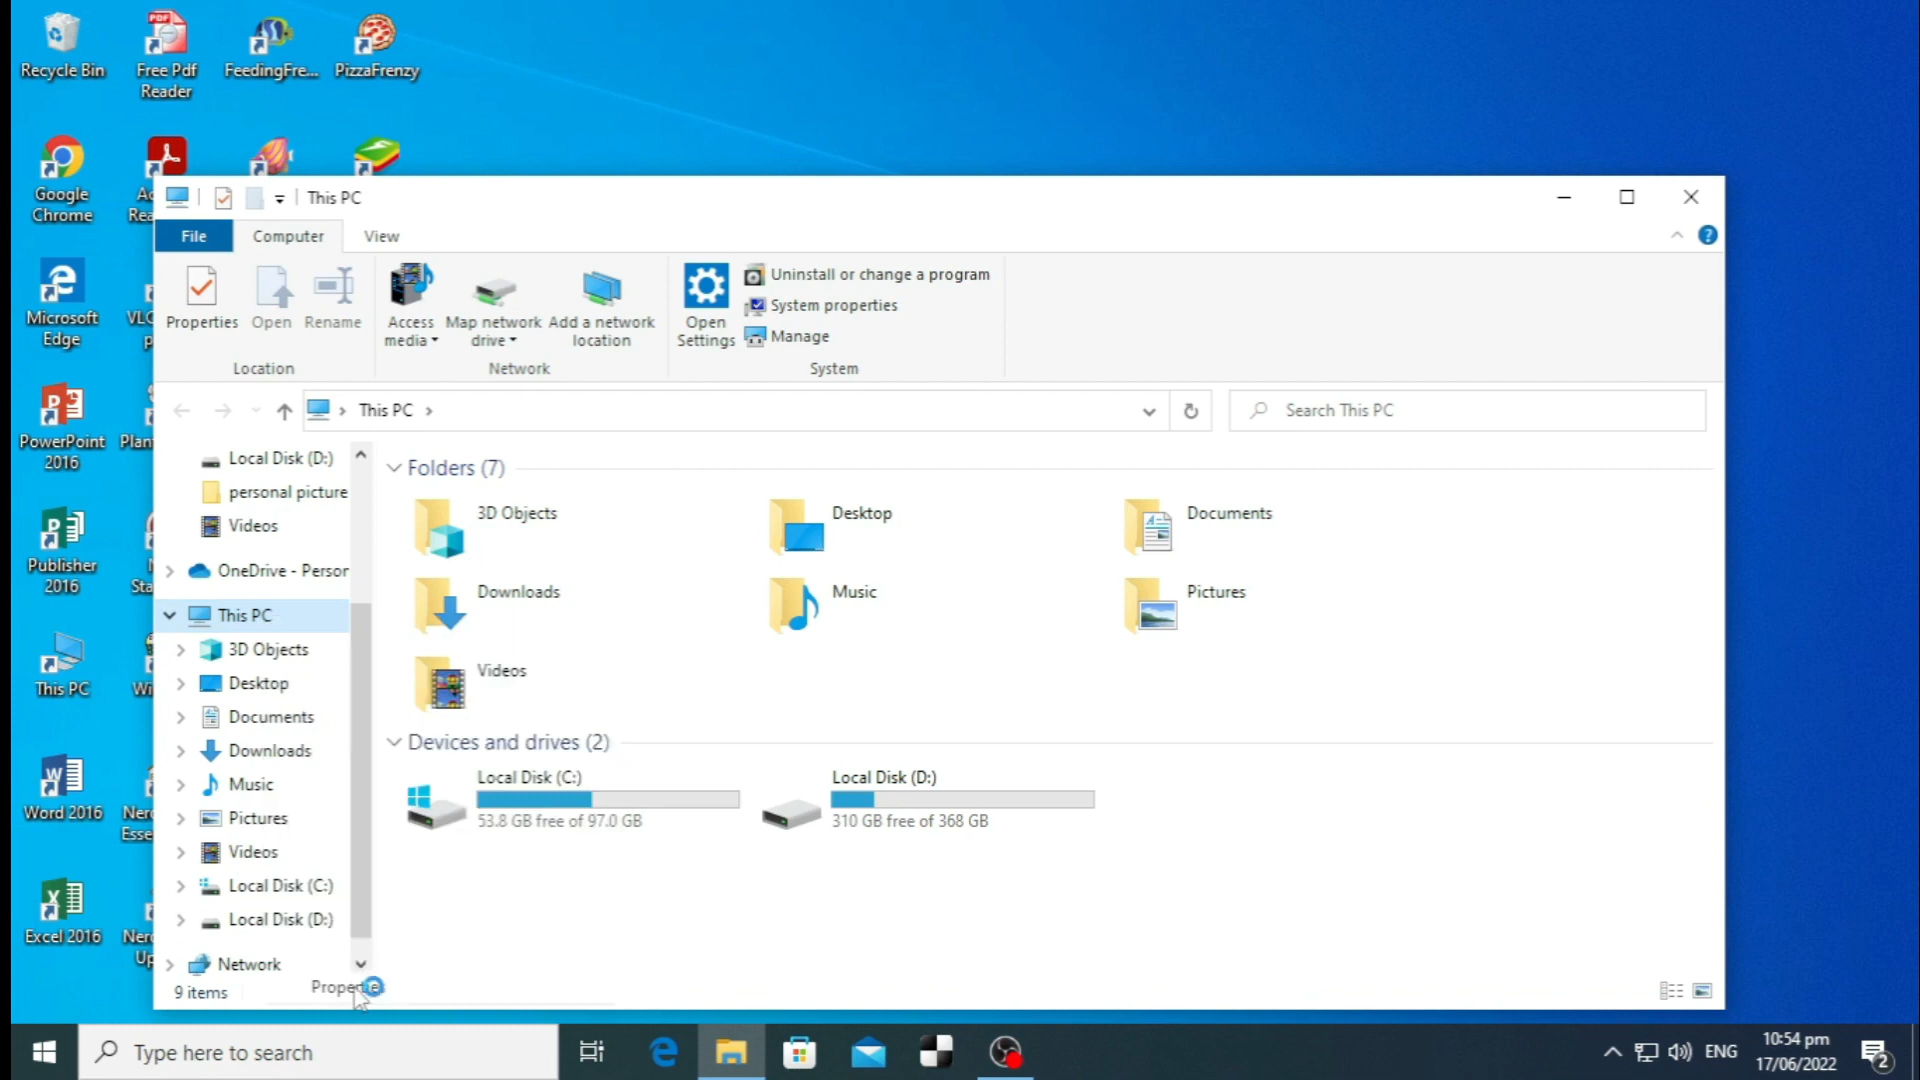 Recycle Bin
Free Pdf
Reader
FeedingFre...
PizzaFrenzy
Google
Chrome
Microsoft
Edge
PowerPoint
2016
Publisher
2016
This PC
Word 2016
Excel 2016
This PC
File
Computer
View
Properties
Open
Rename
Access
media
Map network
drive
Add a network
location
Open
Settings
Uninstall or change a program
System properties
Manage
Location
Network
System
This PC
Search This PC
Local Disk (D:)
personal picture
Videos
OneDrive - Persor
This PC
3D Objects
Desktop
Documents
Downloads
Music
Pictures
Videos
Local Disk (C:)
Local Disk (D:)
Network
Folders (7)
3D Objects
Desktop
Documents
Downloads
Music
Pictures
Videos
Devices and drives (2)
Local Disk (C:)
53.8 GB free of 97.0 GB
Local Disk (D:)
310 GB free of 368 GB
9 items
Properties
Type here to search
ENG
10:54 pm
17/06/2022
2